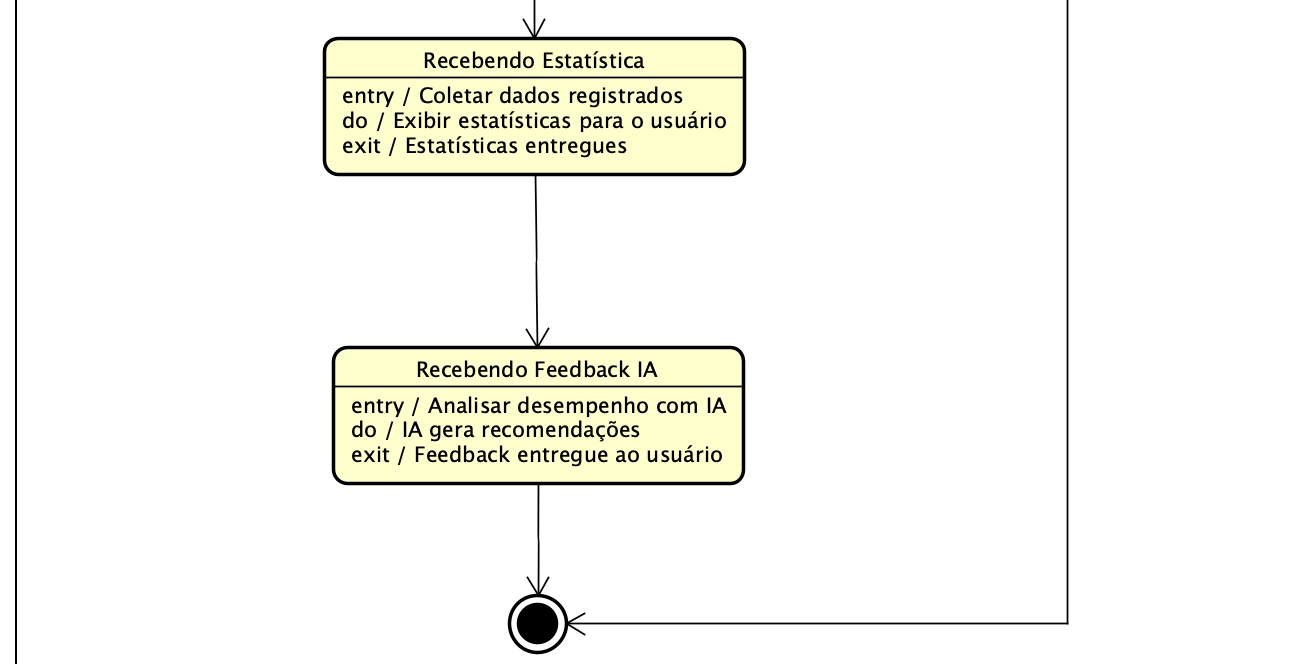 Recebendo Estatística
entry / Coletar dados registrados
do / Exibir estatísticas para o usuário
exit / Estatísticas entregues
Recebendo Feedback IA
entry / Analisar desempenho com IA
do / IA gera recomendações
exit / Feedback entregue ao usuário